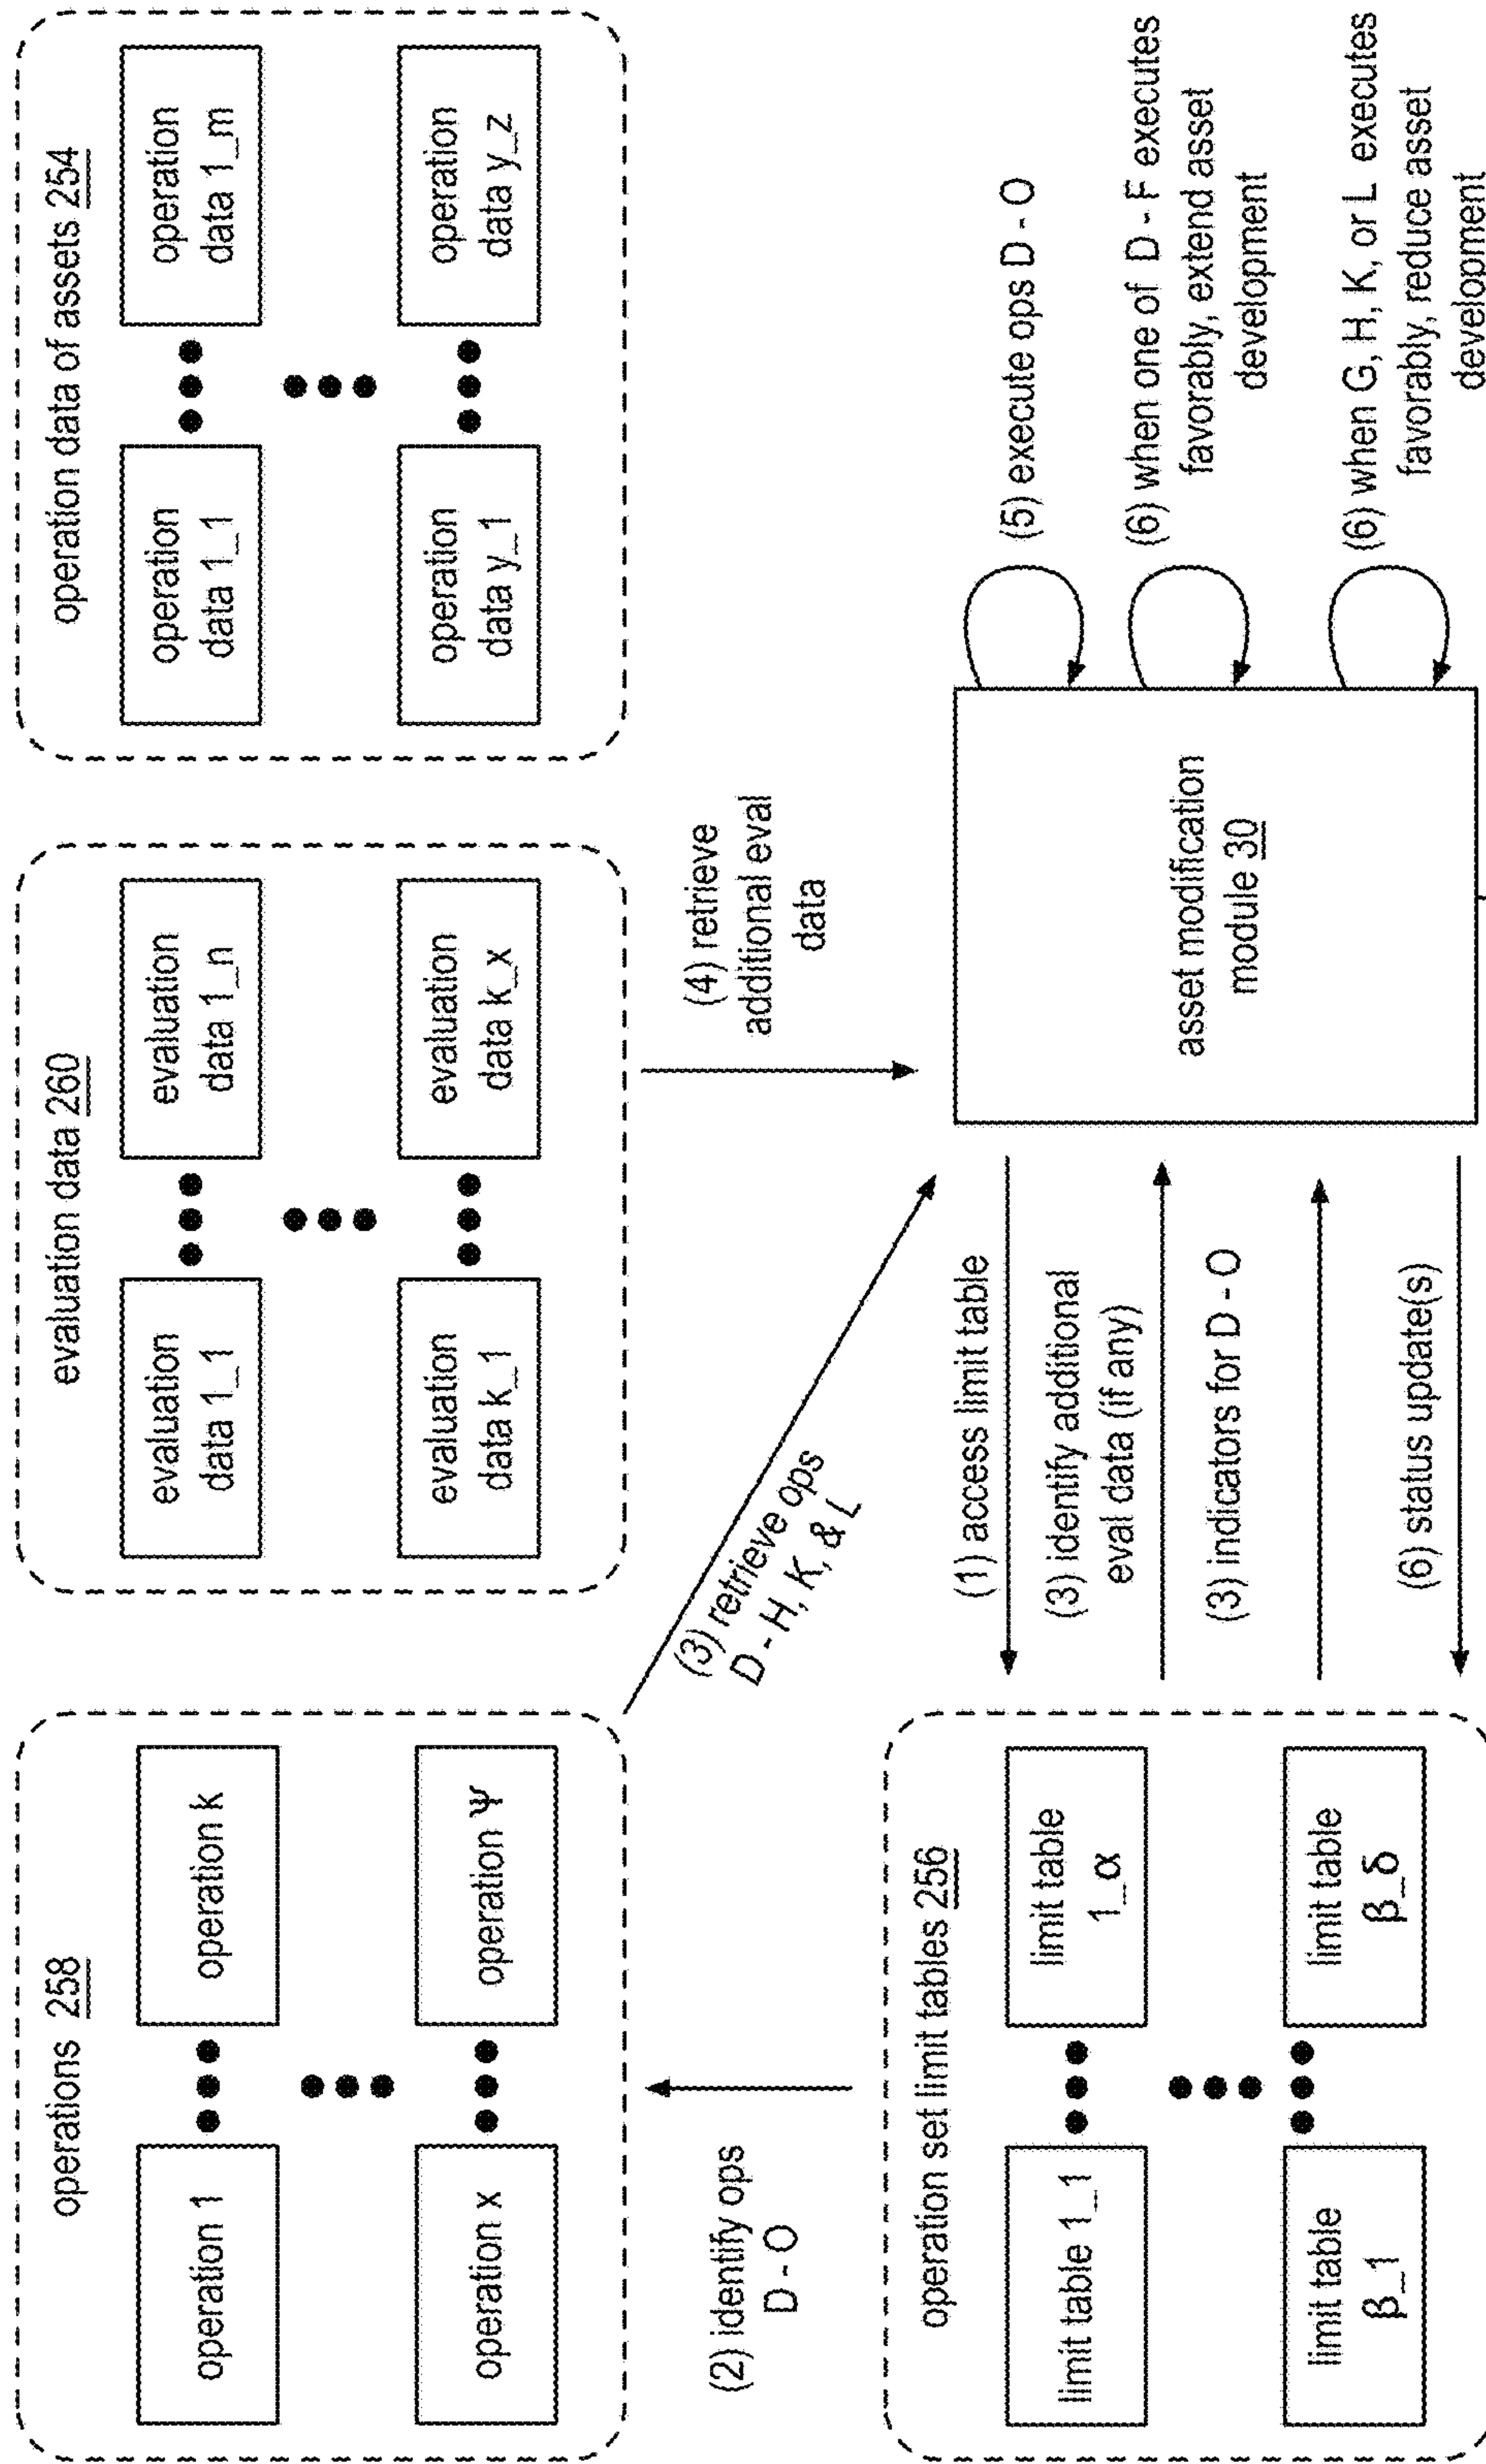 operations 258
operation 1
operation k
operation x
operation Ψ
evaluation data 260
evaluation
data 1_1
evaluation
data 1_n
evaluation
data k_1
evaluation
data k_x
operation data of assets 254
operation
data 1_1
operation
data 1_m
operation
data y_1
operation
data y_z
(2) identify ops
D - O
(3) retrieve ops
D - H, K, & L
(4) retrieve
additional eval
data
operation set limit tables 256
limit table 1_1
limit table
1_α
limit table
β_1
limit table
β_δ
(1) access limit table
(3) identify additional
eval data (if any)
(3) indicators for D - O
(6) status update(s)
asset modification
module 30
(5) execute ops D - O
(6) when one of D - F executes
favorably, extend asset
development
(6) when G, H, K, or L executes
favorably, reduce asset
development